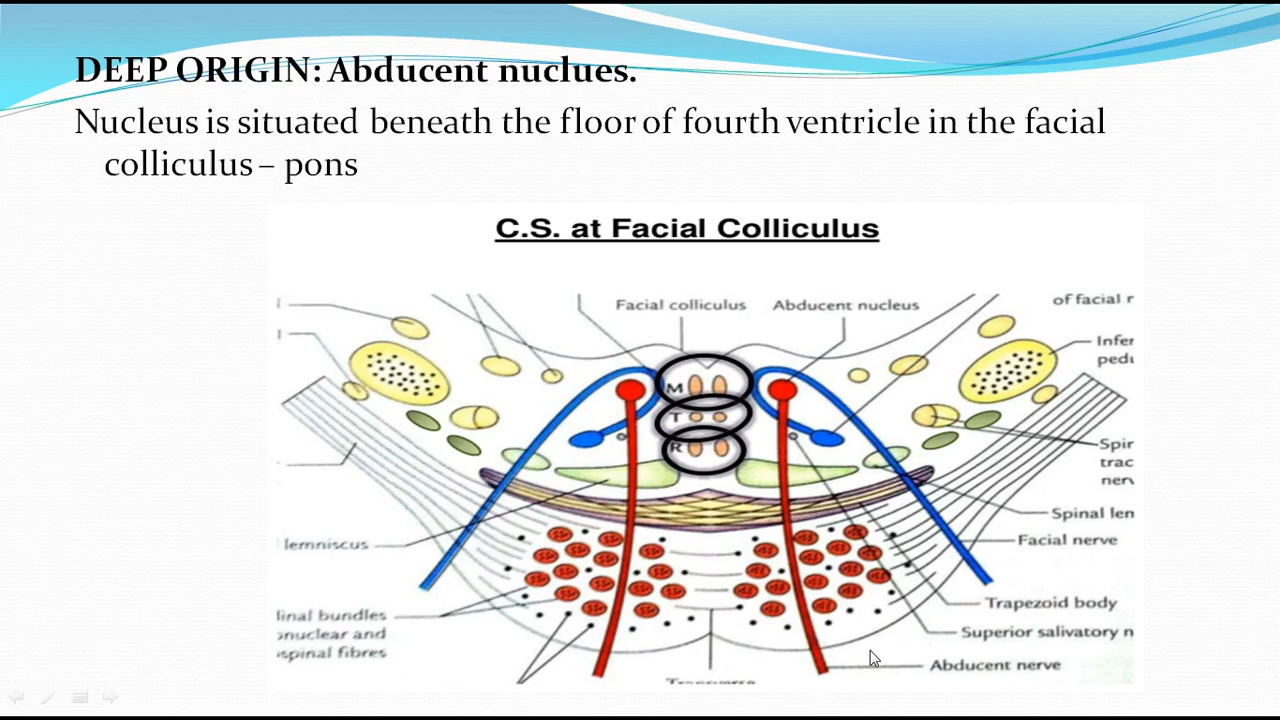 DEEP ORIGIN: Abducent nuclues.
Nucleus is situated beneath the floor of fourth ventricle in the facial
colliculus – pons
C.S. at Facial Colliculus
Facial colliculus
Abducent nucleus
of facial r
Infer
pedu
M
T
R
Spir
trac
nerv
Spinal len
lemniscus
Facial nerve
Trapezoid body
dinal bundles
onuclear and
ospinal fibres
Superior salivatory n
Abducent nerve